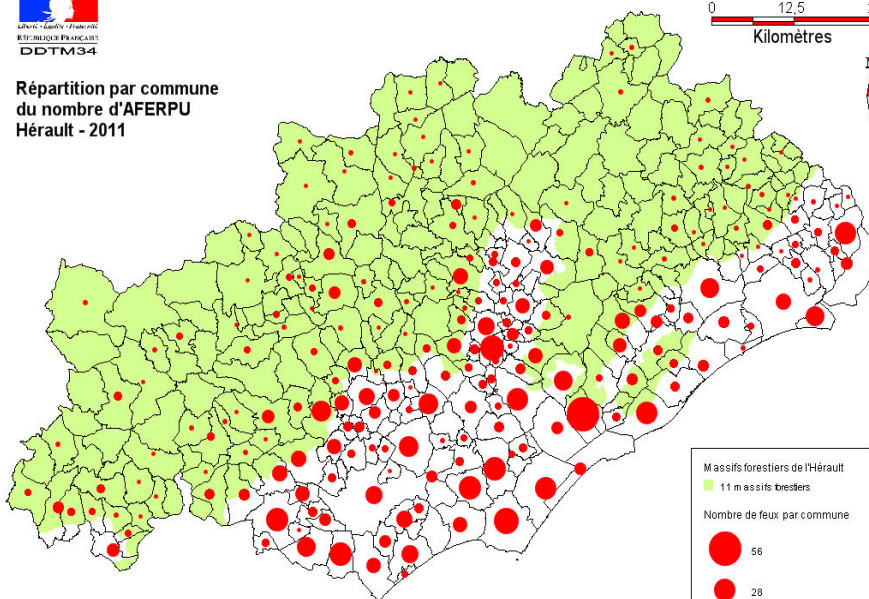 Liberté • Égalité • Fraternité
RÉPUBLIQUE FRANÇAISE
DDTM34
Répartition par commune
du nombre d'AFERPU
Hérault - 2011
0 12,5
Kilomètres
Massifs forestiers de l'Hérault
11 massifs forestiers
Nombre de feux par commune
56
28